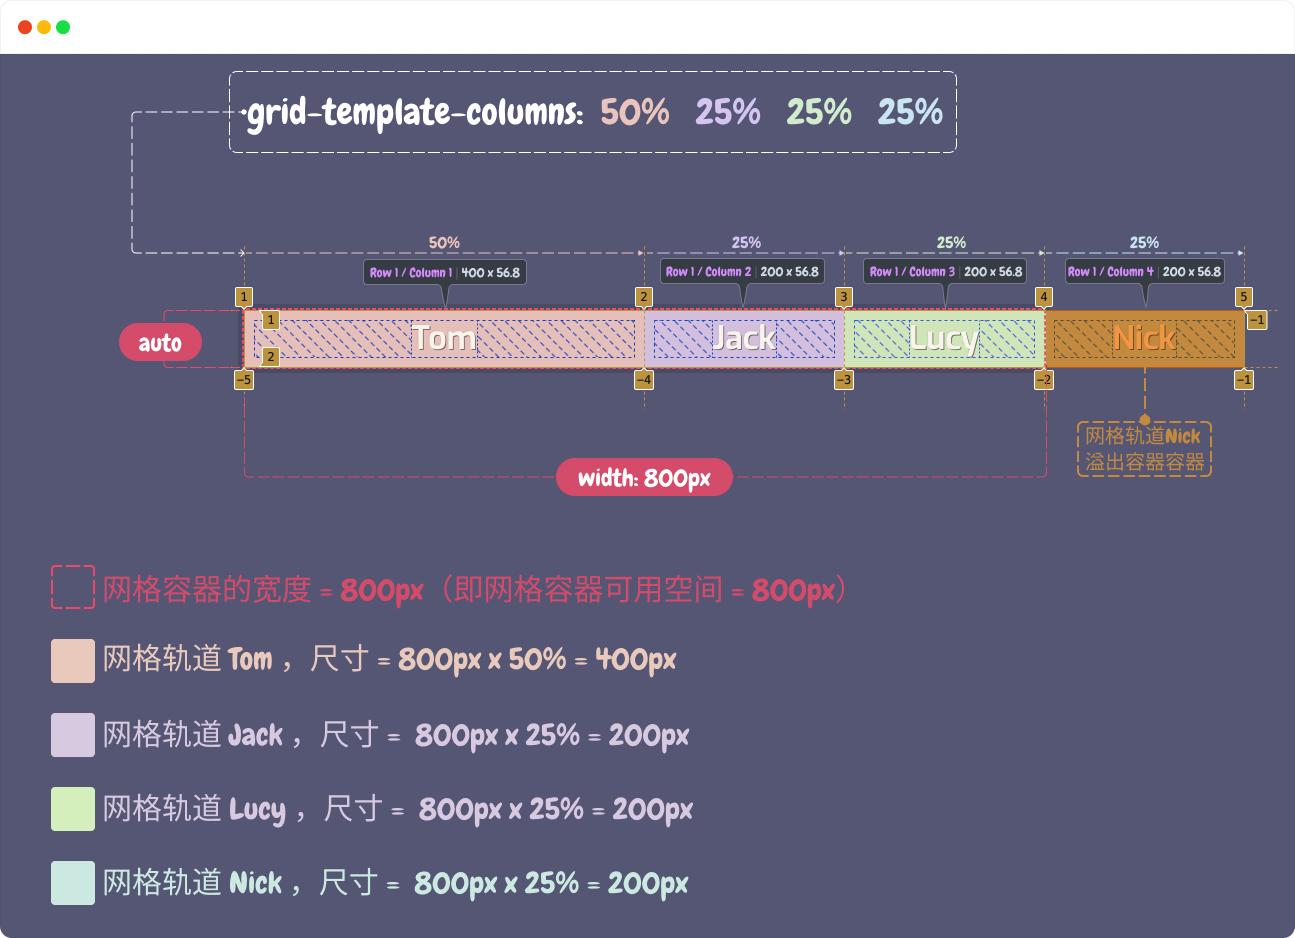 grid-template-columns: 50% 25% 25% 25%
50% 25% 25% 25%
Row 1 / Column 1 | 400 x 56.8
Row 1 / Column 2 | 200 x 56.8
Row 1 / Column 3 | 200 x 56.8
Row 1 / Column 4 | 200 x 56.8
1 2 3 4 5
1 -1
auto Tom Jack Lucy Nick
2
-5 -4 -3 -2 -1
网格轨道Nick
溢出容器容器
width: 800px
网格容器的宽度 = 800px（即网格容器可用空间 = 800px）
网格轨道 Tom ，尺寸 = 800px x 50% = 400px
网格轨道 Jack ，尺寸 = 800px x 25% = 200px
网格轨道 Lucy ，尺寸 = 800px x 25% = 200px
网格轨道 Nick ，尺寸 = 800px x 25% = 200px